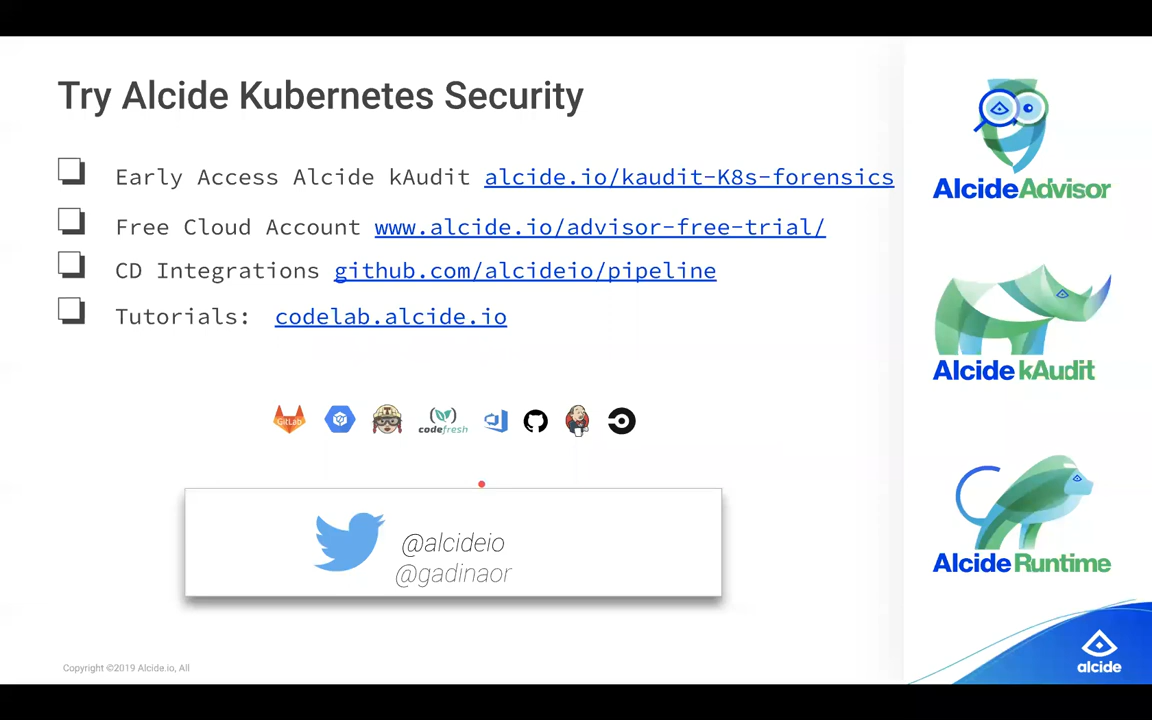 Try Alcide Kubernetes Security
Early Access Alcide kAudit alcide.io/kaudit-K8s-forensics
Free Cloud Account www.alcide.io/advisor-free-trial/
CD Integrations github.com/alcideio/pipeline
Tutorials: codelab.alcide.io
GitLab
codefresh
@alcideio
@gadinaor
Copyright ©2019 Alcide.io, All
AlcideAdvisor
Alcide kAudit
Alcide Runtime
alcide